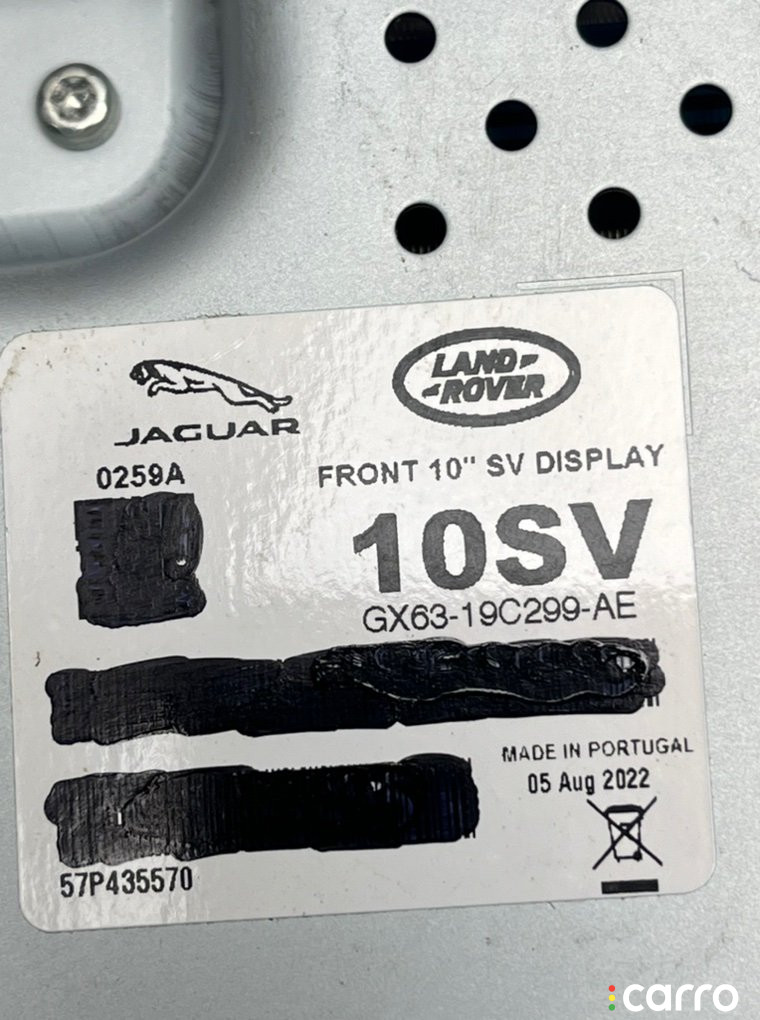 JAGUAR
LAND
ROVER
0259A
FRONT 10" SV DISPLAY
10SV
GX63-19C299-AE
MADE IN PORTUGAL
05 Aug 2022
57P435570
carro